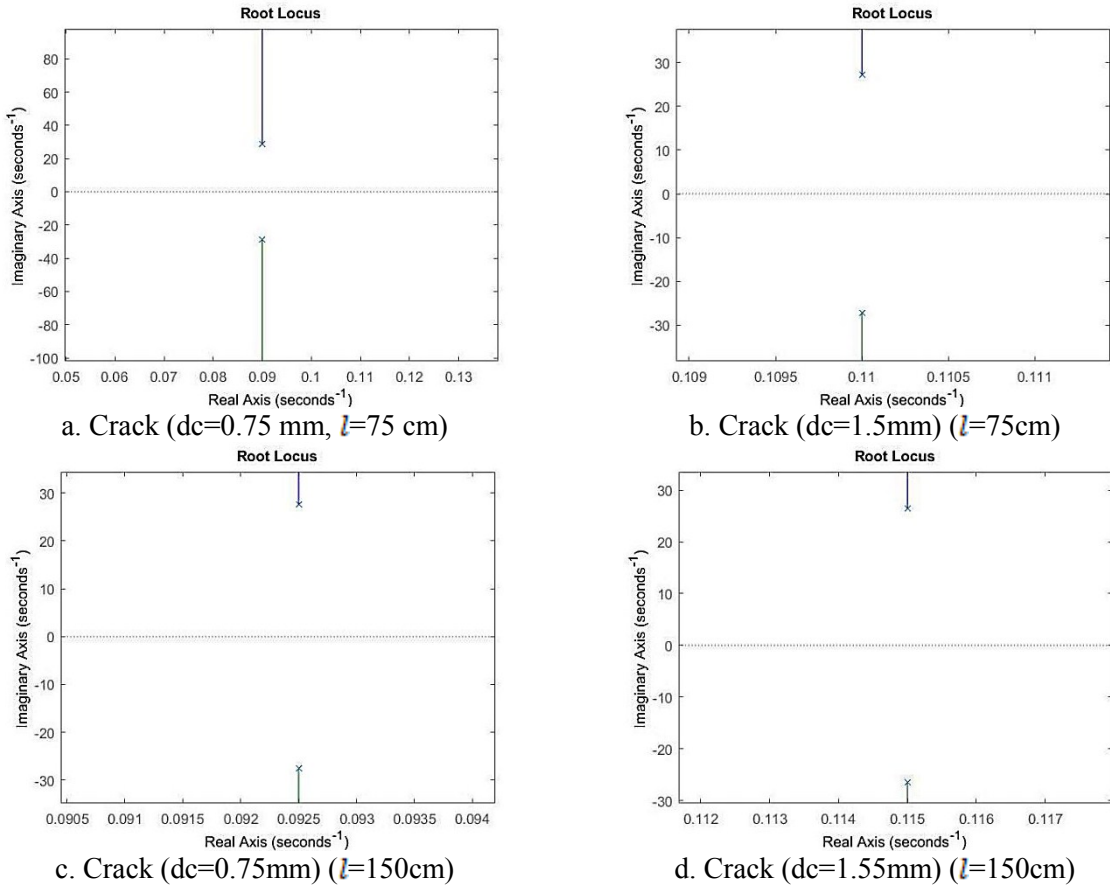 Root Locus
80
60
40
20
0
-20
-40
-60
-80
-100
Imaginary Axis (seconds⁻¹)
0.05 0.06 0.07 0.08 0.09 0.1 0.11 0.12 0.13
Real Axis (seconds⁻¹)
a. Crack (dc=0.75 mm, l=75 cm)
Root Locus
30
20
10
0
-10
-20
-30
Imaginary Axis (seconds⁻¹)
0.109 0.1095 0.11 0.1105 0.111
Real Axis (seconds⁻¹)
b. Crack (dc=1.5mm) (l=75cm)
Root Locus
30
20
10
0
-10
-20
-30
Imaginary Axis (seconds⁻¹)
0.0905 0.091 0.0915 0.092 0.0925 0.093 0.0935 0.094
Real Axis (seconds⁻¹)
c. Crack (dc=0.75mm) (l=150cm)
Root Locus
30
20
10
0
-10
-20
-30
Imaginary Axis (seconds⁻¹)
0.112 0.113 0.114 0.115 0.116 0.117
Real Axis (seconds⁻¹)
d. Crack (dc=1.55mm) (l=150cm)